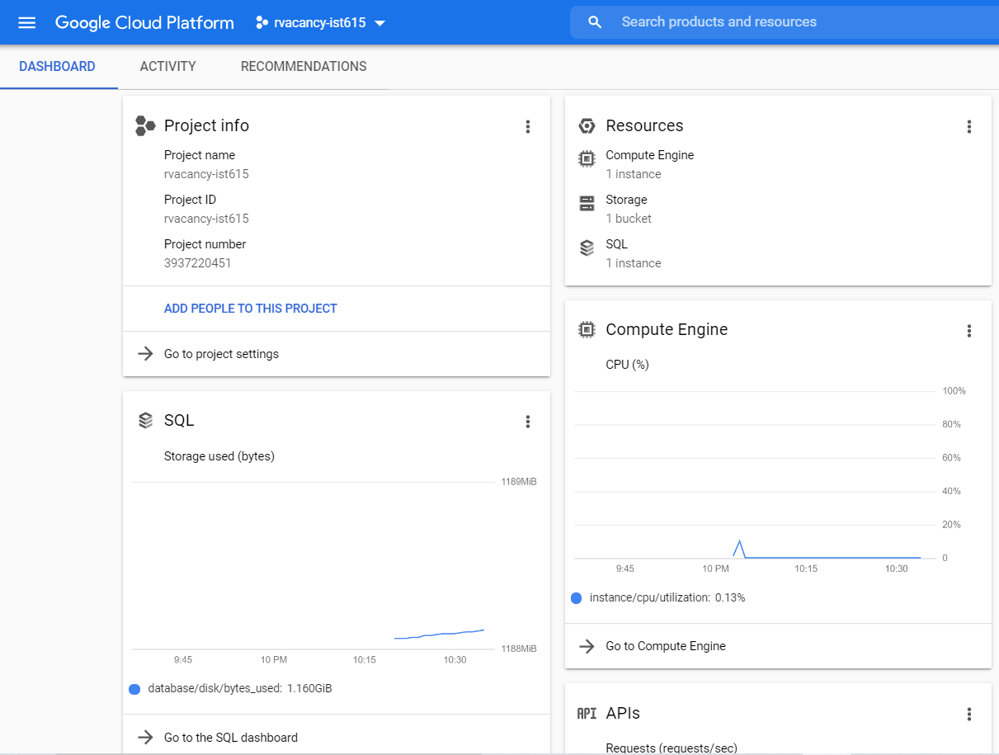 Google Cloud Platform
rvacancy-ist615
Search products and resources
DASHBOARD
ACTIVITY
RECOMMENDATIONS
Project info
Project name
rvacancy-ist615
Project ID
rvacancy-ist615
Project number
3937220451
ADD PEOPLE TO THIS PROJECT
Go to project settings
SQL
Storage used (bytes)
1189MiB
1188MiB
9:45
10 PM
10:15
10:30
database/disk/bytes_used: 1.160GiB
Go to the SQL dashboard
Resources
Compute Engine
1 instance
Storage
1 bucket
SQL
1 instance
Compute Engine
CPU (%)
100%
80%
60%
40%
20%
0
9:45
10 PM
10:15
10:30
instance/cpu/utilization: 0.13%
Go to Compute Engine
API APIs
Requests (requests/sec)